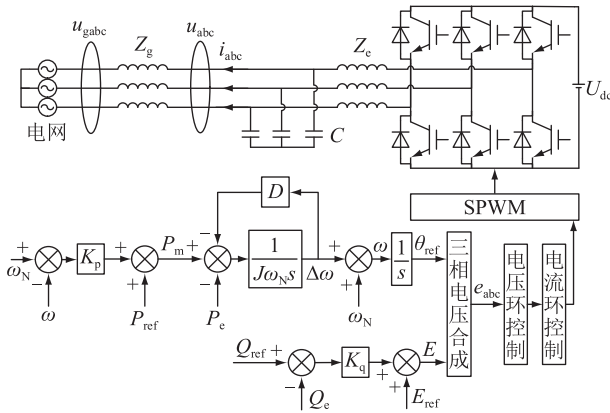 u_gabc
Z_g
u_abc
i_abc
Z_e
U_dc
电网
C
SPWM
D
+
ω_N
−
ω
K_p
+
+
P_m
P_ref
+
−
−
P_e
1
Jω_N s
Δω
+
+
ω_N
ω
1
s
θ_ref
三相电压合成
e_abc
电压环控制
电流环控制
Q_ref
+
−
Q_e
K_q
+
+
E
E_ref